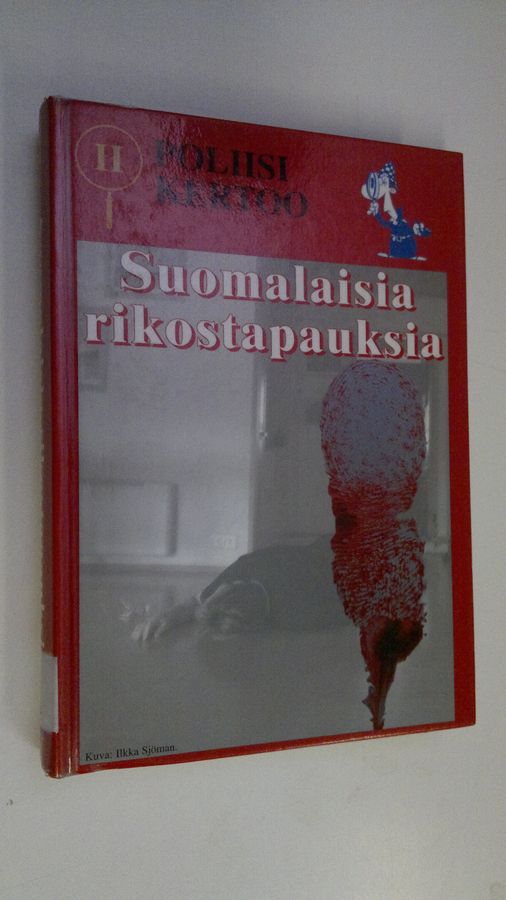 II
POLIISI
KERTOO
Suomalaisia
rikostapauksia
Kuva: Ilkka Sjöman.